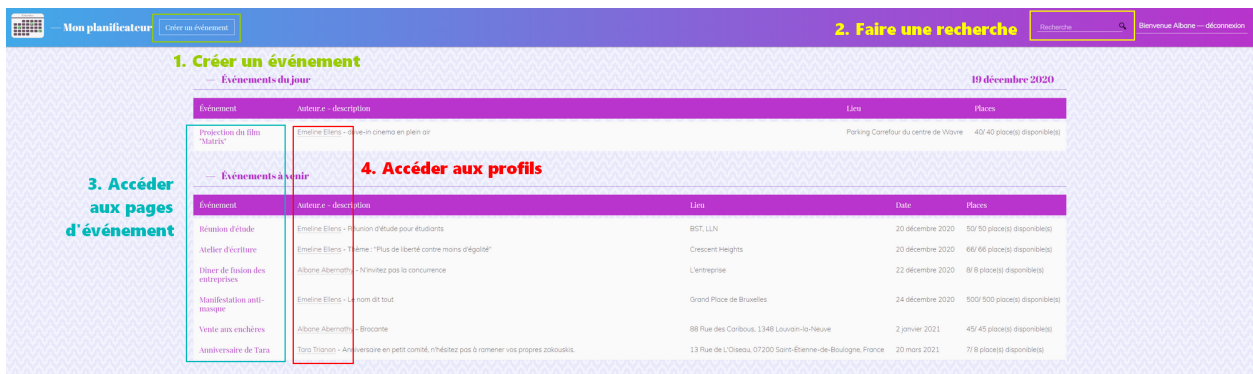 — Mon planificateur Créer un événement 2. Faire une recherche Recherche Bienvenue Albane — déconnexion
1. Créer un événement
— Événements du jour 19 décembre 2020
Événement Auteur.e - description Lieu Places
Projection du film "Matrix" Emeline Ellens - drive-in cinema en plein air Parking Carrefour du centre de Wavre 40/ 40 place(s) disponible(s)
4. Accéder aux profils
— Événements à venir
3. Accéder aux pages d'événement
Événement Auteur.e - description Lieu Date Places
Réunion d'étude Emeline Ellens - Réunion d'étude pour étudiants BST, LLN 20 décembre 2020 50/ 50 place(s) disponible(s)
Atelier d'écriture Emeline Ellens - Thème : "Plus de liberté contre moins d'égalité" Crescent Heights 20 décembre 2020 66/ 66 place(s) disponible(s)
Dîner de fusion des entreprises Albane Abernathy - N'invitez pas la concurrence L'entreprise 22 décembre 2020 8/ 8 place(s) disponible(s)
Manifestation anti-masque Emeline Ellens - Le nom dit tout Grand Place de Bruxelles 24 décembre 2020 500/ 500 place(s) disponible(s)
Vente aux enchères Albane Abernathy - Brocante 88 Rue des Caribous, 1348 Louvain-la-Neuve 2 janvier 2021 45/ 45 place(s) disponible(s)
Anniversaire de Tara Tara Trianon - Anniversaire en petit comité, n'hésitez pas à ramener vos propres zakouskis. 13 Rue de L'Oiseau, 07200 Saint-Étienne-de-Boulogne, France 20 mars 2021 7/ 8 place(s) disponible(s)